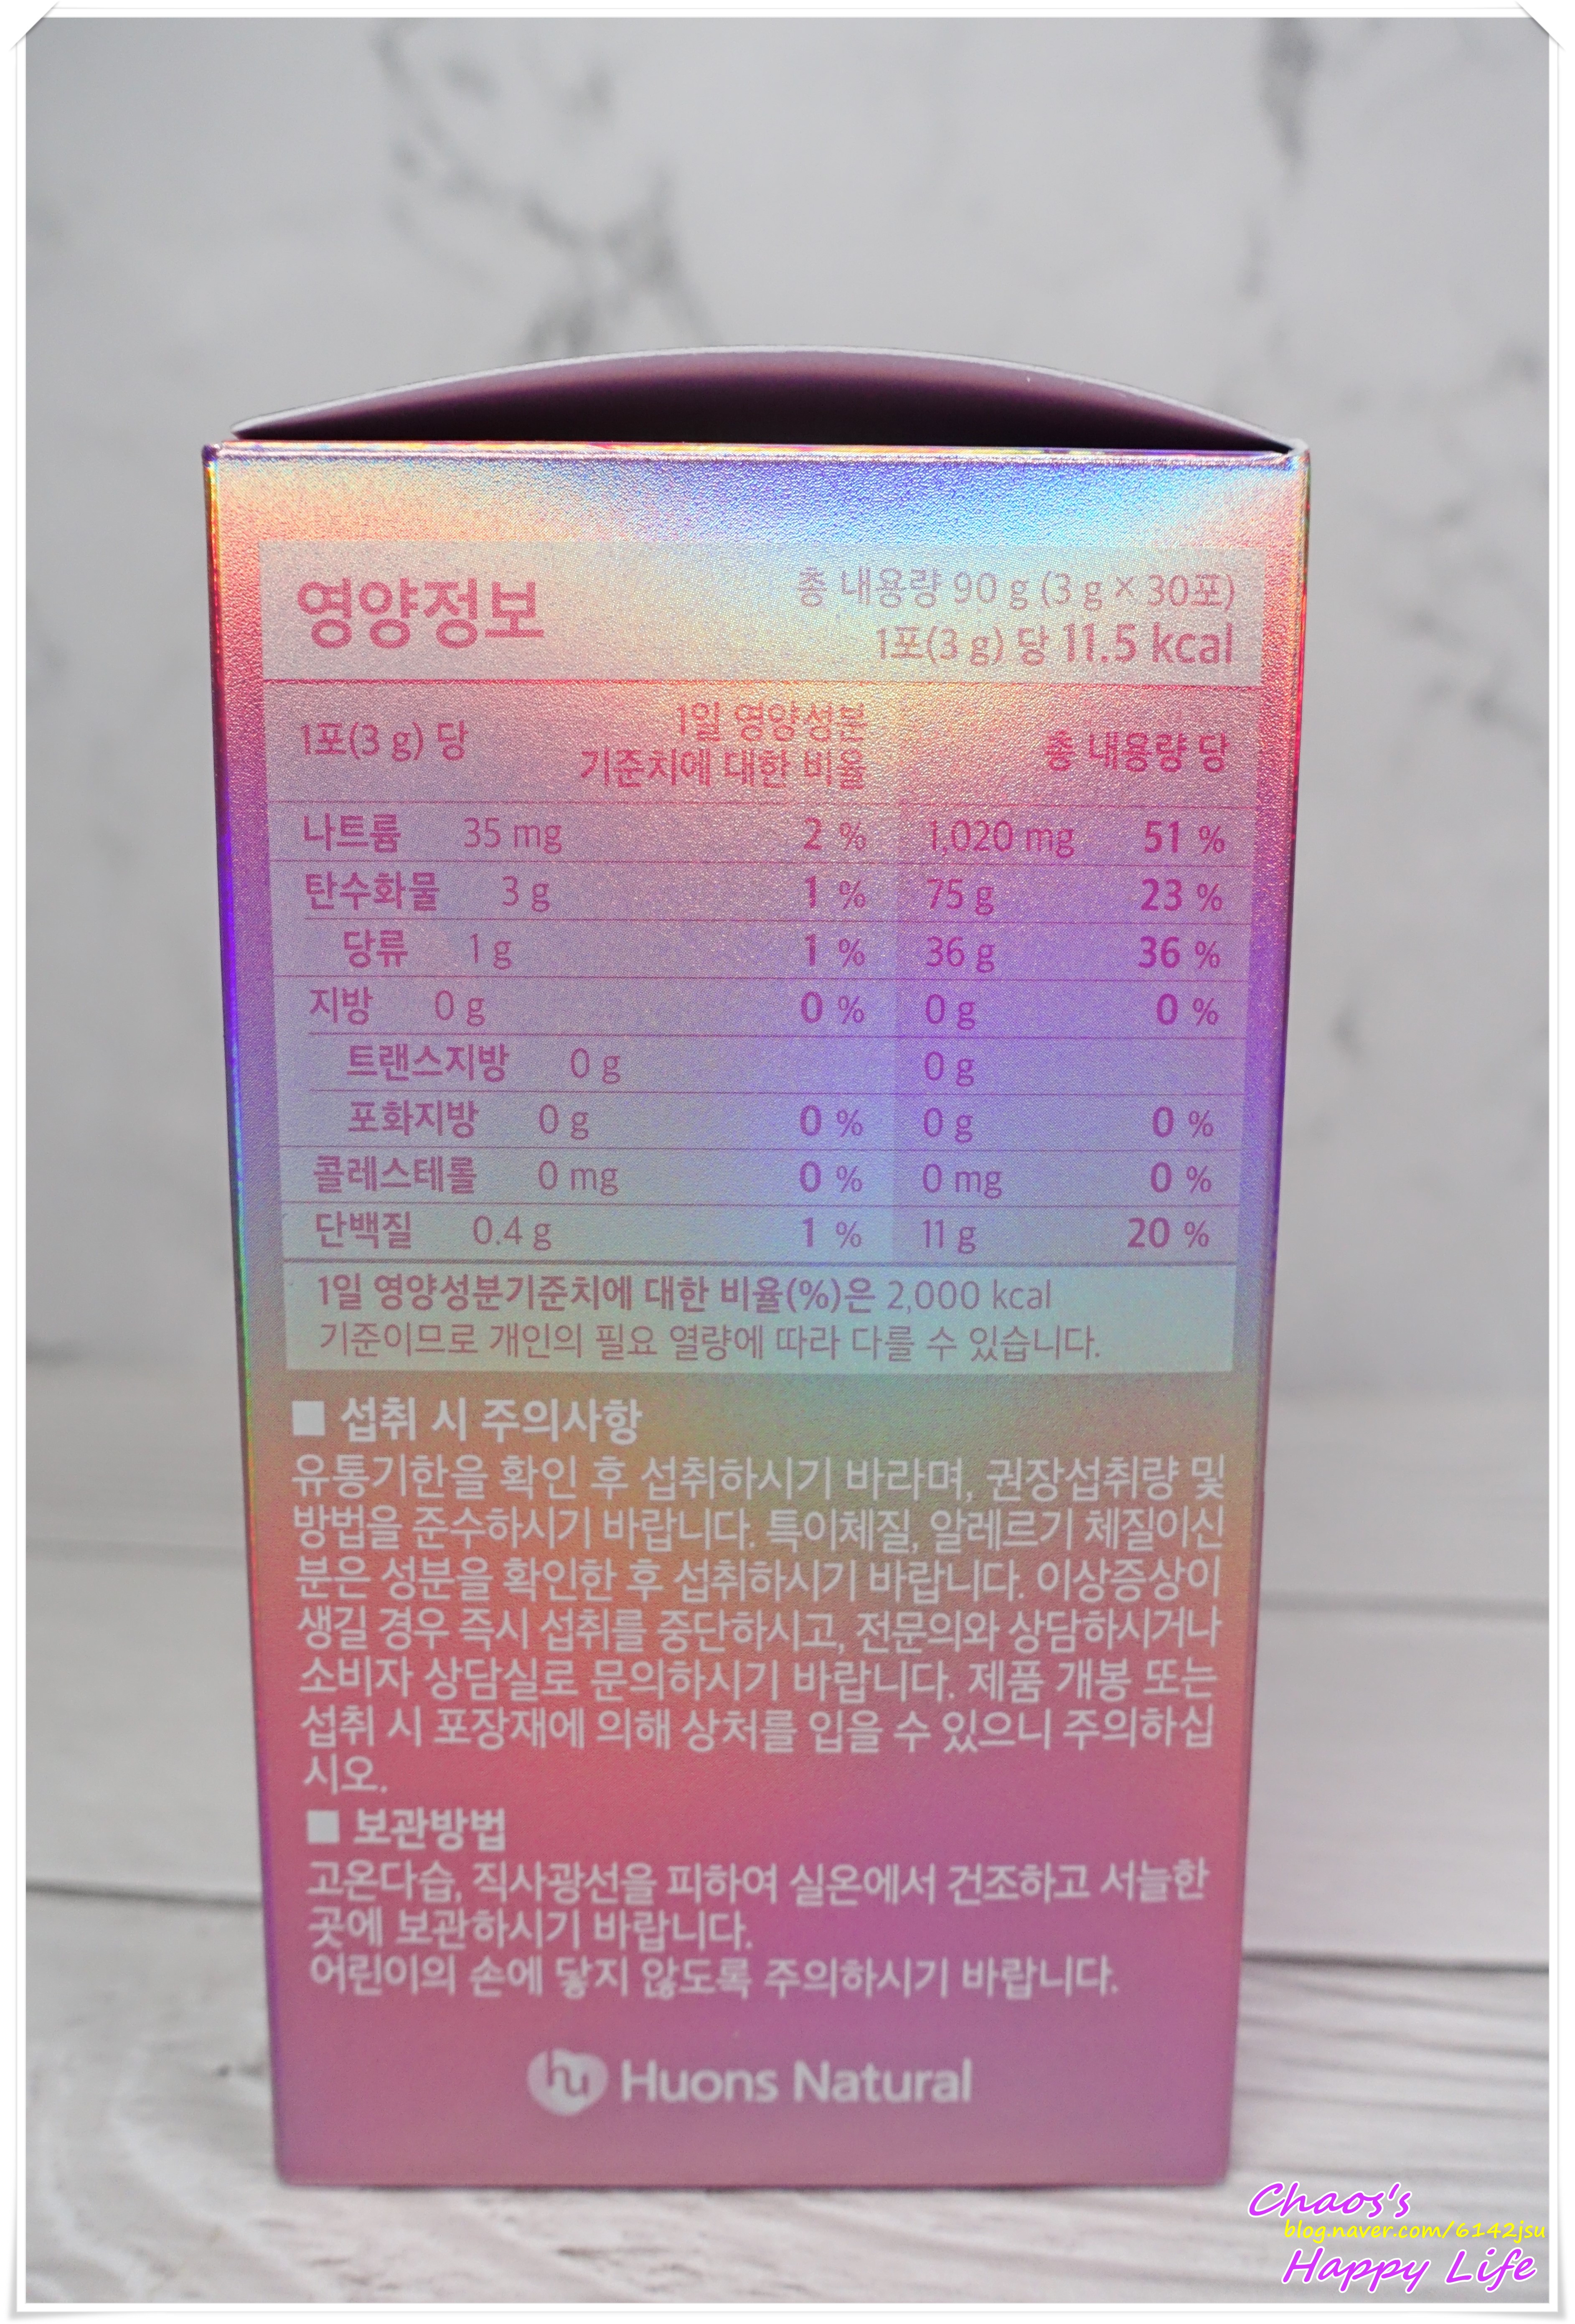 영양정보
총 내용량 90 g (3 g × 30포)
1포(3 g) 당 11.5 kcal
1포(3 g) 당 1일 영양성분 기준치에 대한 비율 총 내용량 당
나트륨 35 mg 2 % 1,020 mg 51 %
탄수화물 3 g 1 % 75 g 23 %
당류 1 g 1 % 36 g 36 %
지방 0 g 0 % 0 g 0 %
트랜스지방 0 g 0 g
포화지방 0 g 0 % 0 g 0 %
콜레스테롤 0 mg 0 % 0 mg 0 %
단백질 0.4 g 1 % 11 g 20 %
1일 영양성분기준치에 대한 비율(%)은 2,000 kcal
기준이므로 개인의 필요 열량에 따라 다를 수 있습니다.
■ 섭취 시 주의사항
유통기한을 확인 후 섭취하시기 바라며, 권장섭취량 및
방법을 준수하시기 바랍니다. 특이체질, 알레르기 체질이신
분은 성분을 확인한 후 섭취하시기 바랍니다. 이상증상이
생길 경우 즉시 섭취를 중단하시고, 전문의와 상담하시거나
소비자 상담실로 문의하시기 바랍니다. 제품 개봉 또는
섭취 시 포장재에 의해 상처를 입을 수 있으니 주의하십
시오.
■ 보관방법
고온다습, 직사광선을 피하여 실온에서 건조하고 서늘한
곳에 보관하시기 바랍니다.
어린이의 손에 닿지 않도록 주의하시기 바랍니다.
hu Huons Natural
Chaos's
blog.naver.com/6142jsu
Happy Life